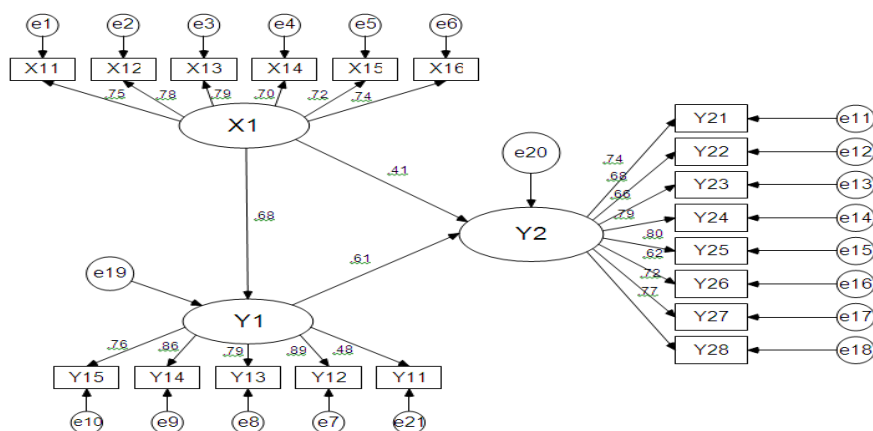 e1 e2 e3 e4 e5 e6
X11 X12 X13 X14 X15 X16
.75 .78 .79 .70 .72 .74
X1
Y21 e11
e20 .74
Y22 e12
.68
Y23 e13
.66
.41
.79 Y24 e14
.68
Y2
.80 Y25 e15
.62
.61
.72 Y26 e16
e19
.77
Y27 e17
Y1
Y28 e18
.76 .86 .79 .89 .48
Y15 Y14 Y13 Y12 Y11
e10 e9 e8 e7 e21